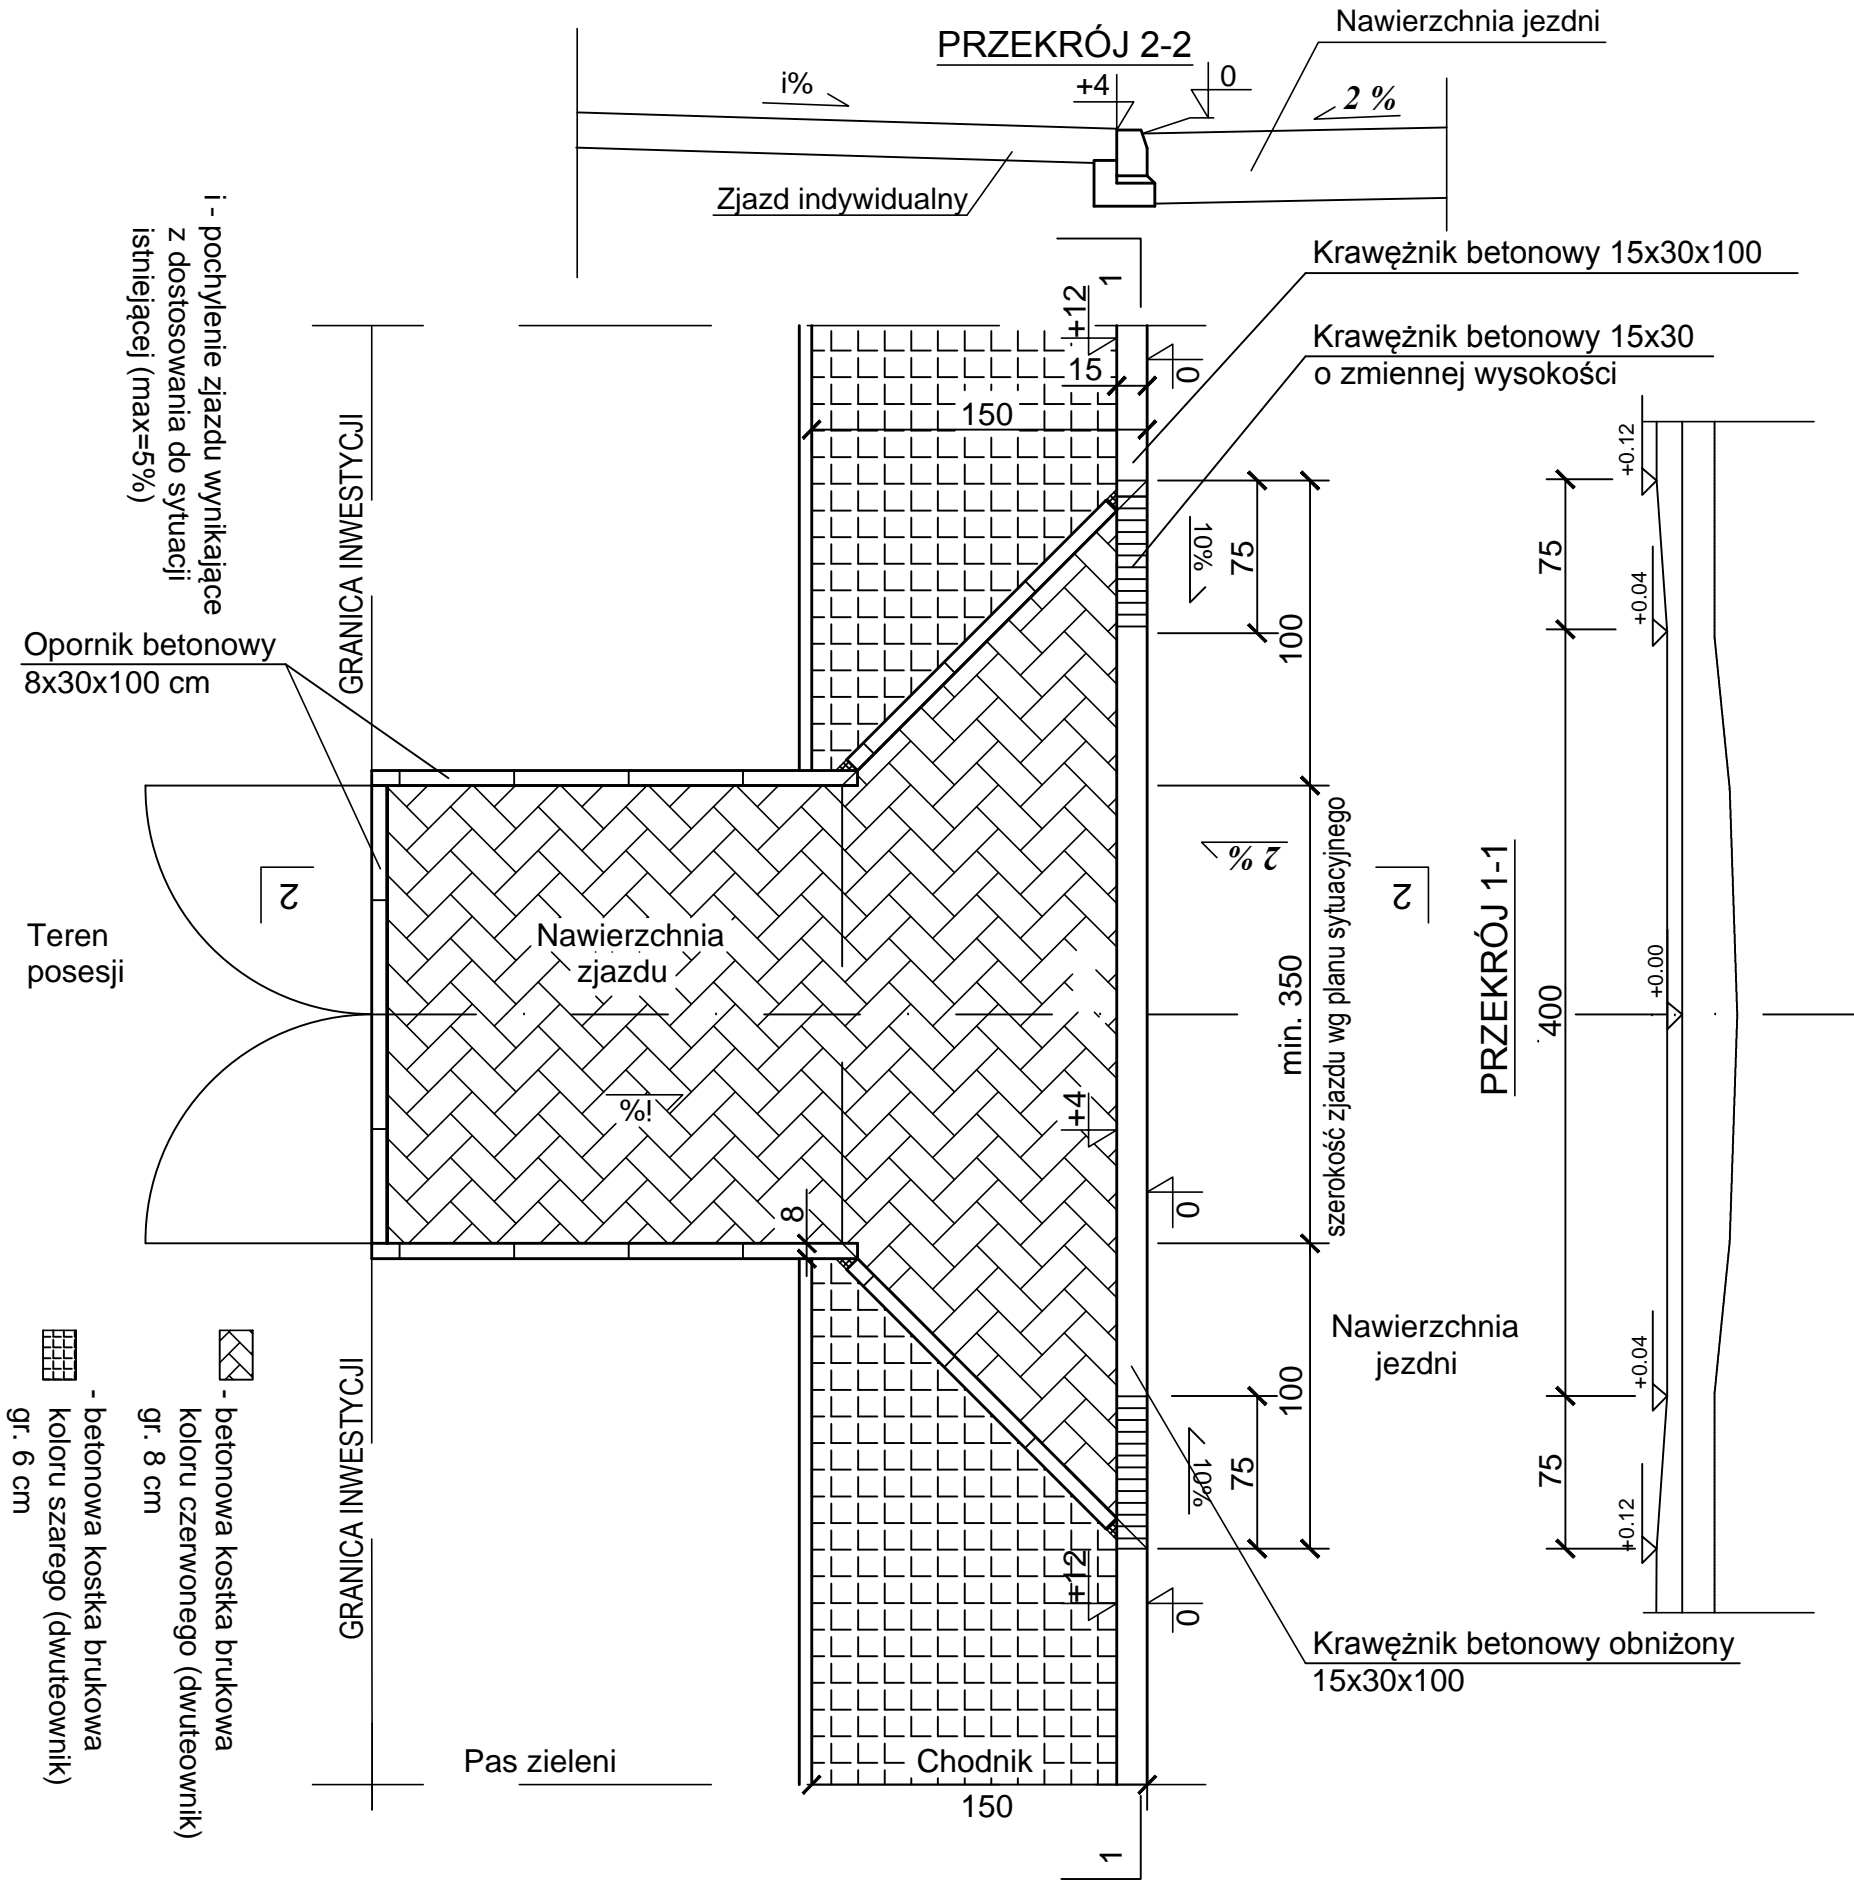 PRZEKRÓJ 2-2
Nawierzchnia jezdni
i%
+4
0
2 %
Zjazd indywidualny
i - pochylenie zjazdu wynikające
z dostosowania do sytuacji
istniejącej (max=5%)
1
Krawężnik betonowy 15x30x100
Krawężnik betonowy 15x30
o zmiennej wysokości
+12
0
15
150
GRANICA INWESTYCJI
10%
75
100
+0.12
75
+0.04
Opornik betonowy
8x30x100 cm
2
2 %
2
Teren
posesji
Nawierzchnia
zjazdu
min. 350
szerokość zjazdu wg planu sytuacyjnego
PRZEKRÓJ 1-1
400
+0.00
i%
+4
0
8
Nawierzchnia
jezdni
100
75
10%
+0.04
75
+0.12
GRANICA INWESTYCJI
+12
0
Krawężnik betonowy obniżony
15x30x100
- betonowa kostka brukowa
koloru czerwonego (dwuteownik)
gr. 8 cm
- betonowa kostka brukowa
koloru szarego (dwuteownik)
gr. 6 cm
Pas zieleni
Chodnik
150
1